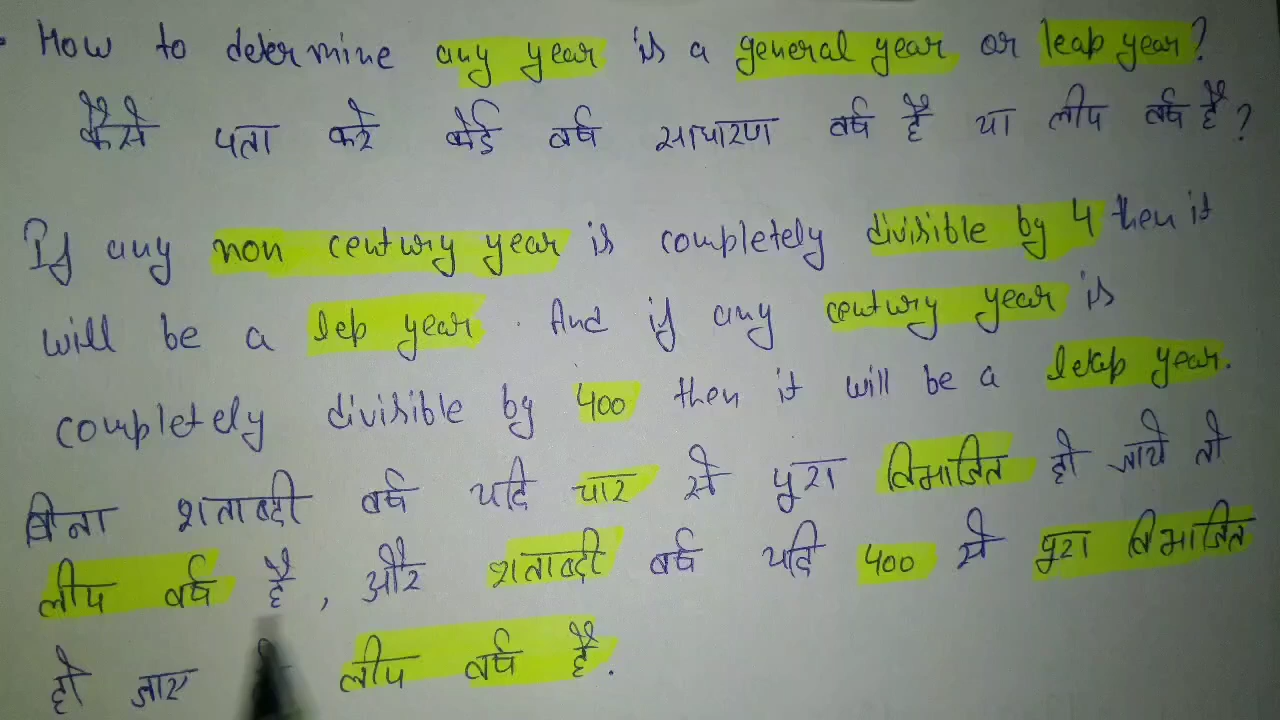 How to determine any year is a general year or leap year?
कैसे पता करे कोई वर्ष साधारण वर्ष है या लीप वर्ष है?
If any non century year is completely divisible by 4 then it
will be a lep year. And if any century year is
completely divisible by 400 then it will be a leap year.
बिना शताब्दी वर्ष यदि चार से पुरा विभाजित हो जाये तो
लीप वर्ष है, और शताब्दी वर्ष यदि 400 से पुरा विभाजित
हो जाए लीप वर्ष है.